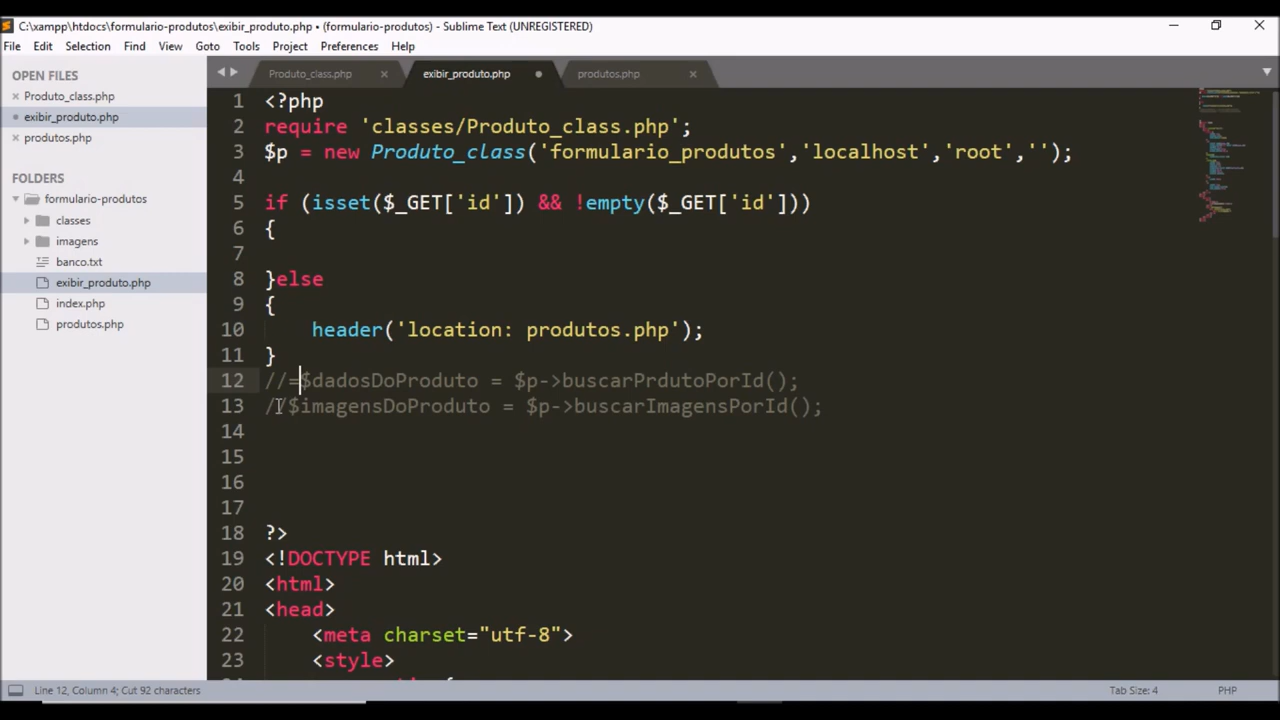 C:\xampp\htdocs\formulario-produtos\exibir_produto.php • (formulario-produtos) - Sublime Text (UNREGISTERED)
File Edit Selection Find View Goto Tools Project Preferences Help
OPEN FILES
Produto_class.php
exibir_produto.php
produtos.php
FOLDERS
formulario-produtos
classes
imagens
banco.txt
exibir_produto.php
index.php
produtos.php
Produto_class.php exibir_produto.php produtos.php
1 <?php
2 require 'classes/Produto_class.php';
3 $p = new Produto_class('formulario_produtos','localhost','root','');
4
5 if (isset($_GET['id']) && !empty($_GET['id']))
6 {
7
8 }else
9 {
10 header('location: produtos.php');
11 }
12 //=$dadosDoProduto = $p->buscarPrdutoPorId();
13 //$imagensDoProduto = $p->buscarImagensPorId();
14
15
16
17
18 ?>
19 <!DOCTYPE html>
20 <html>
21 <head>
22 <meta charset="utf-8">
23 <style>
Line 12, Column 4; Cut 92 characters
Tab Size: 4
PHP